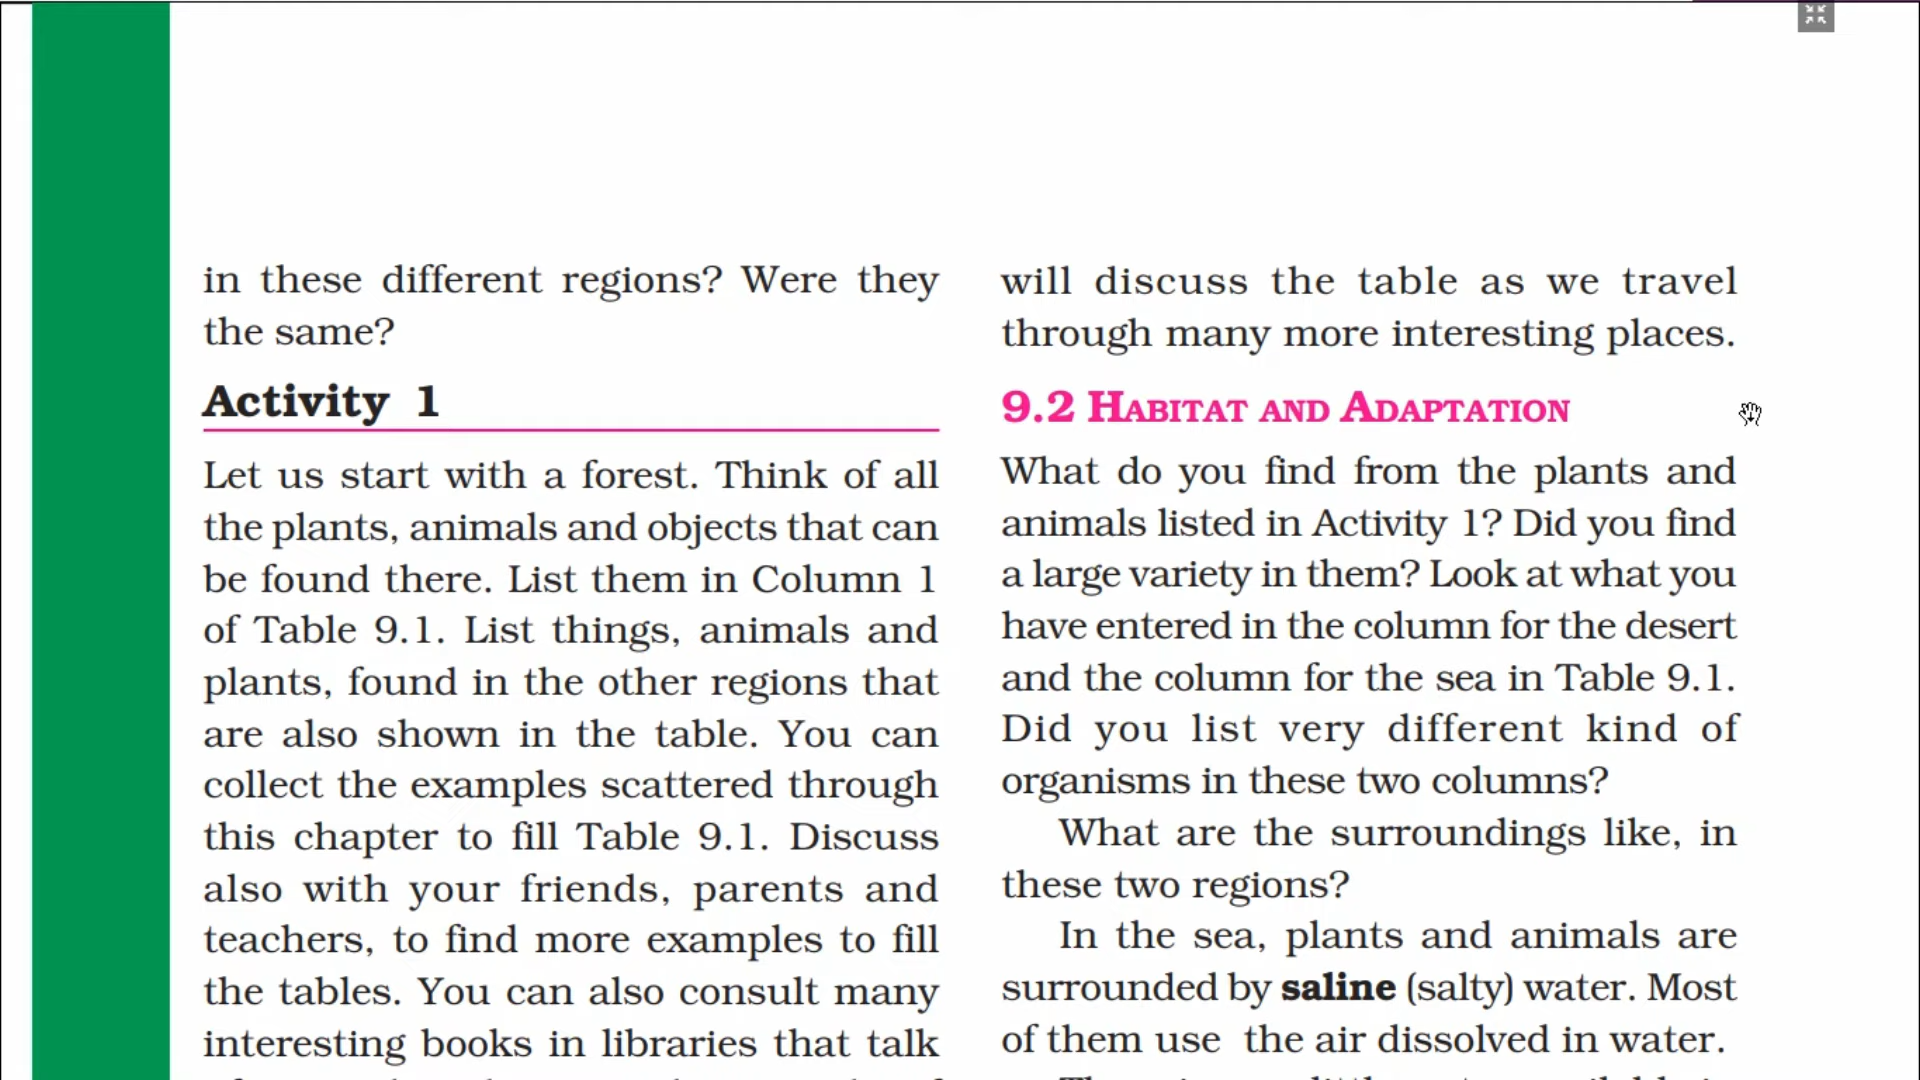 in these different regions? Were they
the same?
Activity 1
Let us start with a forest. Think of all
the plants, animals and objects that can
be found there. List them in Column 1
of Table 9.1. List things, animals and
plants, found in the other regions that
are also shown in the table. You can
collect the examples scattered through
this chapter to fill Table 9.1. Discuss
also with your friends, parents and
teachers, to find more examples to fill
the tables. You can also consult many
interesting books in libraries that talk
will discuss the table as we travel
through many more interesting places.
9.2 HABITAT AND ADAPTATION
What do you find from the plants and
animals listed in Activity 1? Did you find
a large variety in them? Look at what you
have entered in the column for the desert
and the column for the sea in Table 9.1.
Did you list very different kind of
organisms in these two columns?
What are the surroundings like, in
these two regions?
In the sea, plants and animals are
surrounded by saline (salty) water. Most
of them use the air dissolved in water.